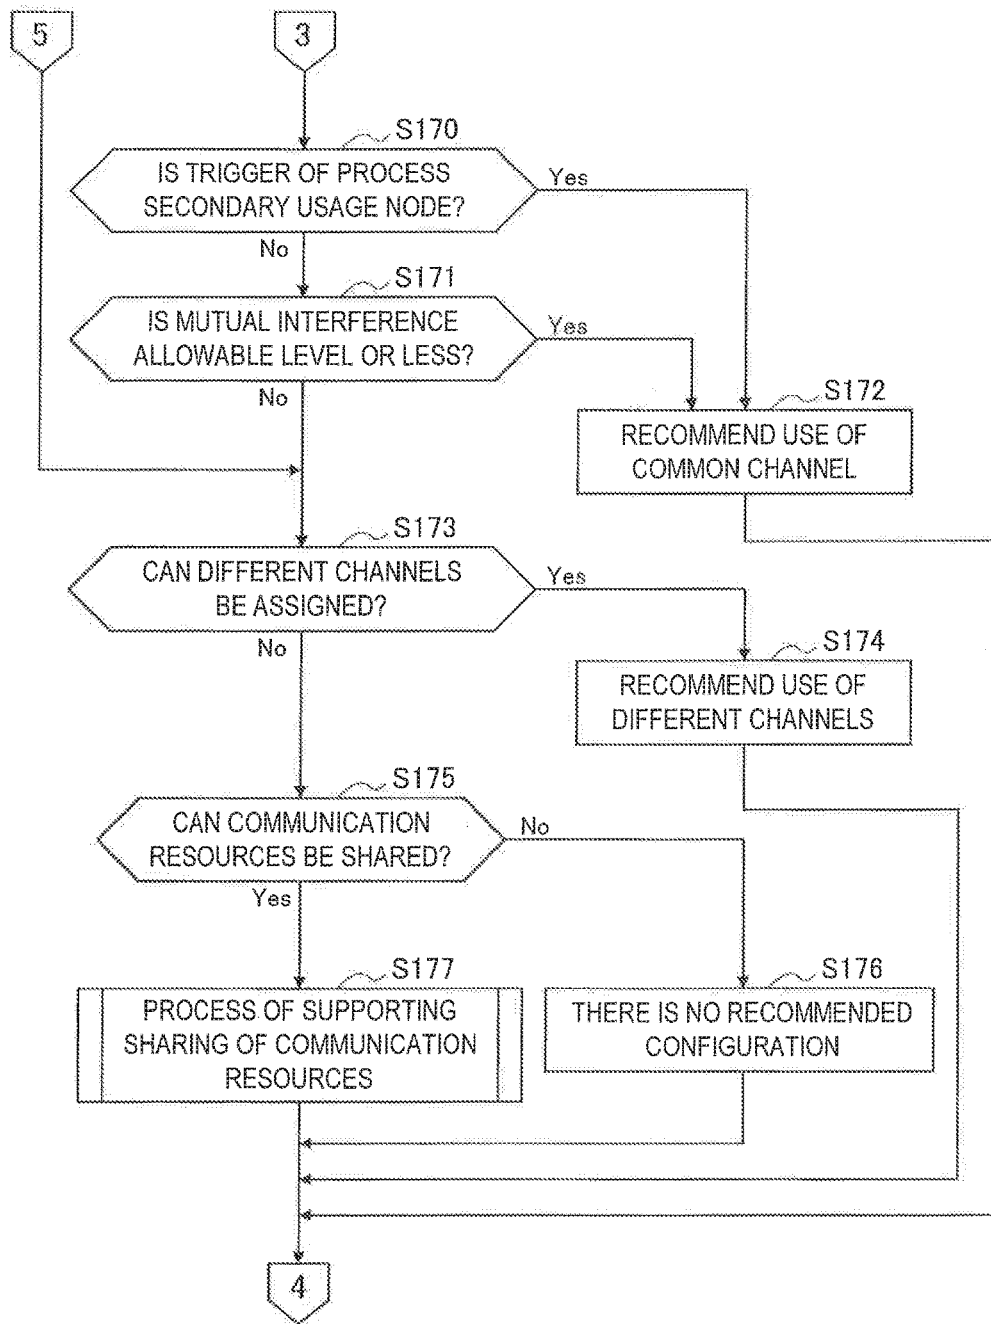 5
3
S170
IS TRIGGER OF PROCESS
SECONDARY USAGE NODE?
Yes
No
S171
IS MUTUAL INTERFERENCE
ALLOWABLE LEVEL OR LESS?
Yes
No
S172
RECOMMEND USE OF
COMMON CHANNEL
S173
CAN DIFFERENT CHANNELS
BE ASSIGNED?
Yes
No
S174
RECOMMEND USE OF
DIFFERENT CHANNELS
S175
CAN COMMUNICATION
RESOURCES BE SHARED?
No
Yes
S177
PROCESS OF SUPPORTING
SHARING OF COMMUNICATION
RESOURCES
S176
THERE IS NO RECOMMENDED
CONFIGURATION
4